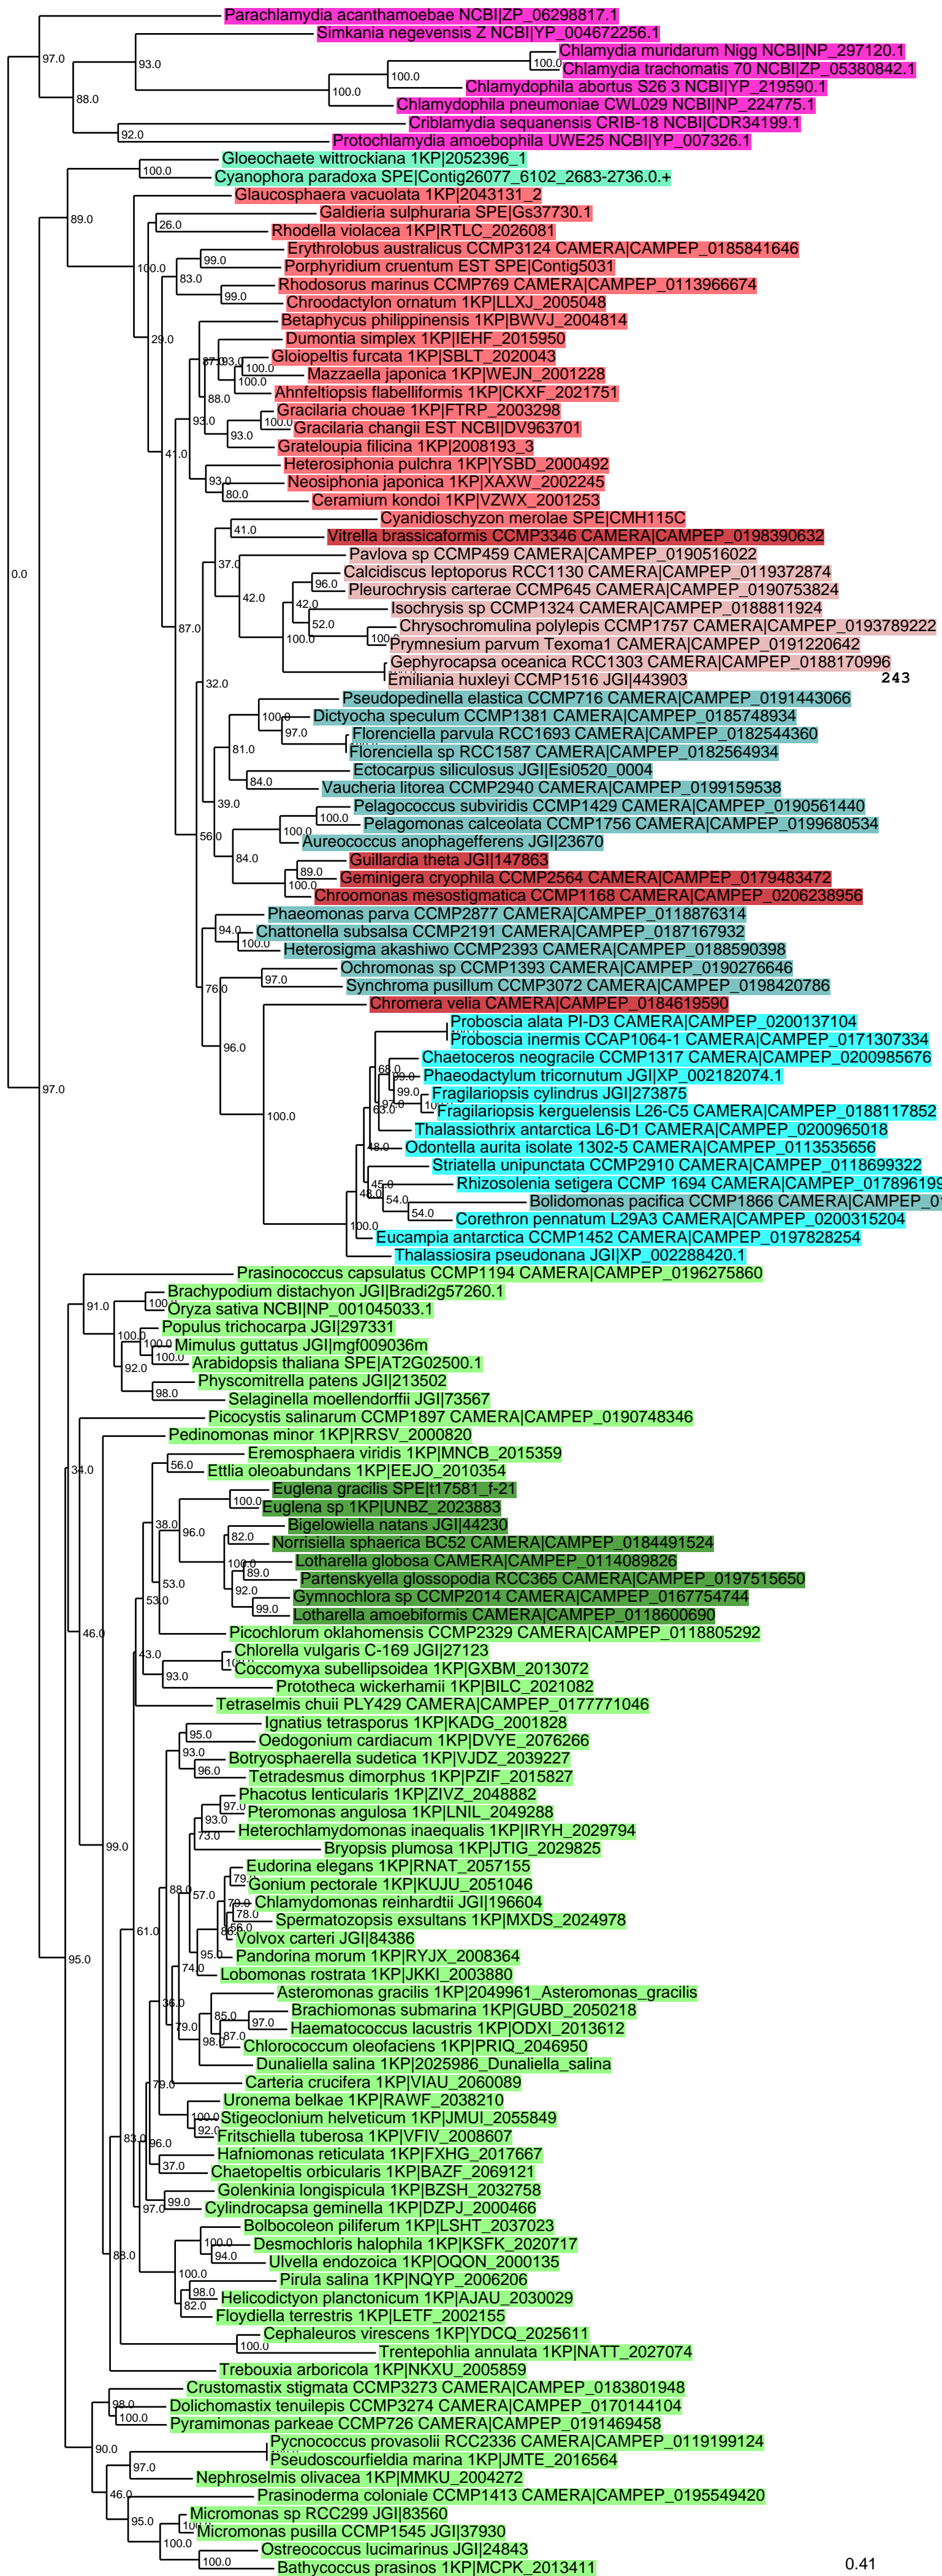 Parachlamydia acanthamoebae NCBI|ZP_06298817.1
Simkania negevensis Z NCBI|YP_004672256.1
Chlamydia muridarum Nigg NCBI|NP_297120.1
Chlamydia trachomatis 70 NCBI|ZP_05380842.1
Chlamydophila abortus S26 3 NCBI|YP_219590.1
Chlamydophila pneumoniae CWL029 NCBI|NP_224775.1
Criblamydia sequanensis CRIB-18 NCBI|CDR34199.1
Protochlamydia amoebophila UWE25 NCBI|YP_007326.1
Gloeochaete wittrockiana 1KP|2052396_1
Cyanophora paradoxa SPE|Contig26077_6102_2683-2736.0.+
Glaucosphaera vacuolata 1KP|2043131_2
Galdieria sulphuraria SPE|Gs37730.1
Rhodella violacea 1KP|RTLC_2026081
Erythrolobus australicus CCMP3124 CAMERA|CAMPEP_0185841646
Porphyridium cruentum EST SPE|Contig5031
Rhodosorus marinus CCMP769 CAMERA|CAMPEP_0113966674
Chroodactylon ornatum 1KP|LLXJ_2005048
Betaphycus philippinensis 1KP|BWVJ_2004814
Dumontia simplex 1KP|IEHF_2015950
Gloiopeltis furcata 1KP|SBLT_2020043
Mazzaella japonica 1KP|WEJN_2001228
Ahnfeltiopsis flabelliformis 1KP|CKXF_2021751
Gracilaria chouae 1KP|FTRP_2003298
Gracilaria changii EST NCBI|DV963701
Grateloupia filicina 1KP|2008193_3
Heterosiphonia pulchra 1KP|YSBD_2000492
Neosiphonia japonica 1KP|XAXW_2002245
Ceramium kondoi 1KP|VZWX_2001253
Cyanidioschyzon merolae SPE|CMH115C
Vitrella brassicaformis CCMP3346 CAMERA|CAMPEP_0198390632
Pavlova sp CCMP459 CAMERA|CAMPEP_0190516022
Calcidiscus leptoporus RCC1130 CAMERA|CAMPEP_0119372874
Pleurochrysis carterae CCMP645 CAMERA|CAMPEP_0190753824
Isochrysis sp CCMP1324 CAMERA|CAMPEP_0188811924
Chrysochromulina polylepis CCMP1757 CAMERA|CAMPEP_0193789222
Prymnesium parvum Texoma1 CAMERA|CAMPEP_0191220642
Gephyrocapsa oceanica RCC1303 CAMERA|CAMPEP_0188170996
Emiliania huxleyi CCMP1516 JGI|443903
243
Pseudopedinella elastica CCMP716 CAMERA|CAMPEP_0191443066
Dictyocha speculum CCMP1381 CAMERA|CAMPEP_0185748934
Florenciella parvula RCC1693 CAMERA|CAMPEP_0182544360
Florenciella sp RCC1587 CAMERA|CAMPEP_0182564934
Ectocarpus siliculosus JGI|Esi0520_0004
Vaucheria litorea CCMP2940 CAMERA|CAMPEP_0199159538
Pelagococcus subviridis CCMP1429 CAMERA|CAMPEP_0190561440
Pelagomonas calceolata CCMP1756 CAMERA|CAMPEP_0199680534
Aureococcus anophagefferens JGI|23670
Guillardia theta JGI|147863
Geminigera cryophila CCMP2564 CAMERA|CAMPEP_0179483472
Chroomonas mesostigmatica CCMP1168 CAMERA|CAMPEP_0206238956
Phaeomonas parva CCMP2877 CAMERA|CAMPEP_0118876314
Chattonella subsalsa CCMP2191 CAMERA|CAMPEP_0187167932
Heterosigma akashiwo CCMP2393 CAMERA|CAMPEP_0188590398
Ochromonas sp CCMP1393 CAMERA|CAMPEP_0190276646
Synchroma pusillum CCMP3072 CAMERA|CAMPEP_0198420786
Chromera velia CAMERA|CAMPEP_0184619590
Proboscia alata PI-D3 CAMERA|CAMPEP_0200137104
Proboscia inermis CCAP1064-1 CAMERA|CAMPEP_0171307334
Chaetoceros neogracile CCMP1317 CAMERA|CAMPEP_0200985676
Phaeodactylum tricornutum JGI|XP_002182074.1
Fragilariopsis cylindrus JGI|273875
Fragilariopsis kerguelensis L26-C5 CAMERA|CAMPEP_0188117852
Thalassiothrix antarctica L6-D1 CAMERA|CAMPEP_0200965018
Odontella aurita isolate 1302-5 CAMERA|CAMPEP_0113535656
Striatella unipunctata CCMP2910 CAMERA|CAMPEP_0118699322
Rhizosolenia setigera CCMP 1694 CAMERA|CAMPEP_017896199
Bolidomonas pacifica CCMP1866 CAMERA|CAMPEP_01
Corethron pennatum L29A3 CAMERA|CAMPEP_0200315204
Eucampia antarctica CCMP1452 CAMERA|CAMPEP_0197828254
Thalassiosira pseudonana JGI|XP_002288420.1
Prasinococcus capsulatus CCMP1194 CAMERA|CAMPEP_0196275860
Brachypodium distachyon JGI|Bradi2g57260.1
Oryza sativa NCBI|NP_001045033.1
Populus trichocarpa JGI|297331
Mimulus guttatus JGI|mgf009036m
Arabidopsis thaliana SPE|AT2G02500.1
Physcomitrella patens JGI|213502
Selaginella moellendorffii JGI|73567
Picocystis salinarum CCMP1897 CAMERA|CAMPEP_0190748346
Pedinomonas minor 1KP|RRSV_2000820
Eremosphaera viridis 1KP|MNCB_2015359
Ettlia oleoabundans 1KP|EEJO_2010354
Euglena gracilis SPE|t17581_f-21
Euglena sp 1KP|UNBZ_2023883
Bigelowiella natans JGI|44230
Norrisiella sphaerica BC52 CAMERA|CAMPEP_0184491524
Lotharella globosa CAMERA|CAMPEP_0114089826
Partenskyella glossopodia RCC365 CAMERA|CAMPEP_0197515650
Gymnochlora sp CCMP2014 CAMERA|CAMPEP_0167754744
Lotharella amoebiformis CAMERA|CAMPEP_0118600690
Picochlorum oklahomensis CCMP2329 CAMERA|CAMPEP_0118805292
Chlorella vulgaris C-169 JGI|27123
Coccomyxa subellipsoidea 1KP|GXBM_2013072
Prototheca wickerhamii 1KP|BILC_2021082
Tetraselmis chuii PLY429 CAMERA|CAMPEP_0177771046
Ignatius tetrasporus 1KP|KADG_2001828
Oedogonium cardiacum 1KP|DVYE_2076266
Botryosphaerella sudetica 1KP|VJDZ_2039227
Tetradesmus dimorphus 1KP|PZIF_2015827
Phacotus lenticularis 1KP|ZIVZ_2048882
Pteromonas angulosa 1KP|LNIL_2049288
Heterochlamydomonas inaequalis 1KP|IRYH_2029794
Bryopsis plumosa 1KP|JTIG_2029825
Eudorina elegans 1KP|RNAT_2057155
Gonium pectorale 1KP|KUJU_2051046
Chlamydomonas reinhardtii JGI|196604
Spermatozopsis exsultans 1KP|MXDS_2024978
Volvox carteri JGI|84386
Pandorina morum 1KP|RYJX_2008364
Lobomonas rostrata 1KP|JKKI_2003880
Asteromonas gracilis 1KP|2049961_Asteromonas_gracilis
Brachiomonas submarina 1KP|GUBD_2050218
Haematococcus lacustris 1KP|ODXI_2013612
Chlorococcum oleofaciens 1KP|PRIQ_2046950
Dunaliella salina 1KP|2025986_Dunaliella_salina
Carteria crucifera 1KP|VIAU_2060089
Uronema belkae 1KP|RAWF_2038210
Stigeoclonium helveticum 1KP|JMUI_2055849
Fritschiella tuberosa 1KP|VFIV_2008607
Hafniomonas reticulata 1KP|FXHG_2017667
Chaetopeltis orbicularis 1KP|BAZF_2069121
Golenkinia longispicula 1KP|BZSH_2032758
Cylindrocapsa geminella 1KP|DZPJ_2000466
Bolbocoleon piliferum 1KP|LSHT_2037023
Desmochloris halophila 1KP|KSFK_2020717
Ulvella endozoica 1KP|OQON_2000135
Pirula salina 1KP|NQYP_2006206
Helicodictyon planctonicum 1KP|AJAU_2030029
Floydiella terrestris 1KP|LETF_2002155
Cephaleuros virescens 1KP|YDCQ_2025611
Trentepohlia annulata 1KP|NATT_2027074
Trebouxia arboricola 1KP|NKXU_2005859
Crustomastix stigmata CCMP3273 CAMERA|CAMPEP_0183801948
Dolichomastix tenuilepis CCMP3274 CAMERA|CAMPEP_0170144104
Pyramimonas parkeae CCMP726 CAMERA|CAMPEP_0191469458
Pycnococcus provasolii RCC2336 CAMERA|CAMPEP_0119199124
Pseudoscourfieldia marina 1KP|JMTE_2016564
Nephroselmis olivacea 1KP|MMKU_2004272
Prasinoderma coloniale CCMP1413 CAMERA|CAMPEP_0195549420
Micromonas sp RCC299 JGI|83560
Micromonas pusilla CCMP1545 JGI|37930
Ostreococcus lucimarinus JGI|24843
Bathycoccus prasinos 1KP|MCPK_2013411
0.41